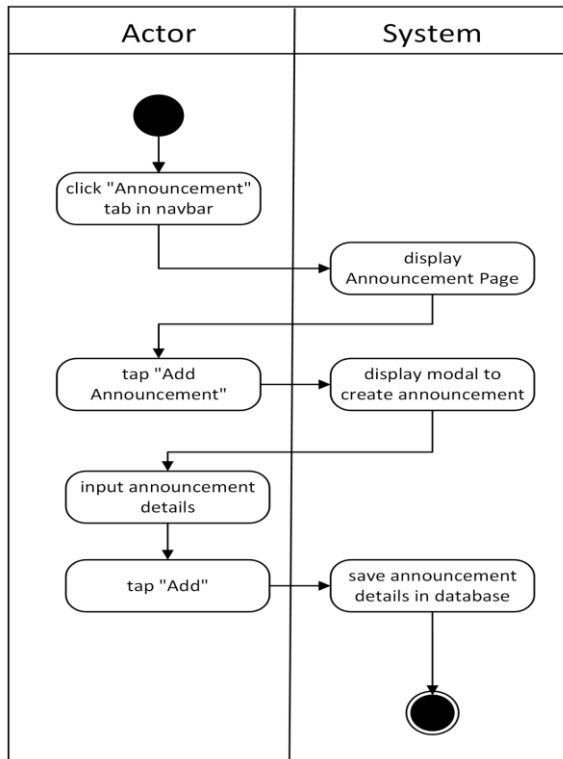 Actor
System
click "Announcement"
tab in navbar
display
Announcement Page
tap "Add
Announcement"
display modal to
create announcement
input announcement
details
tap "Add"
save announcement
details in database